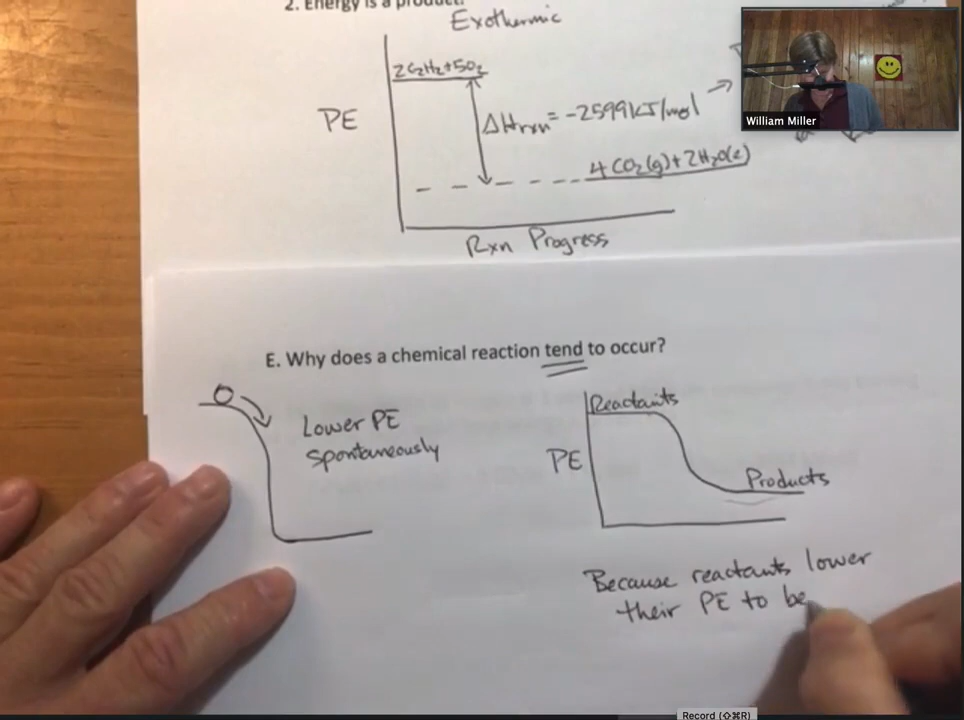 2. Energy is a product.
Exothermic
2C₂H₂+5O₂
PE
ΔHrxn = -2599 kJ/mol →
4CO₂(g) + 2H₂O(l)
Rxn Progress
William Miller
E. Why does a chemical reaction tend to occur?
Lower PE
Spontaneously
Reactants
PE
Products
Because reactants lower
their PE to be
Record (⇧⌘R)